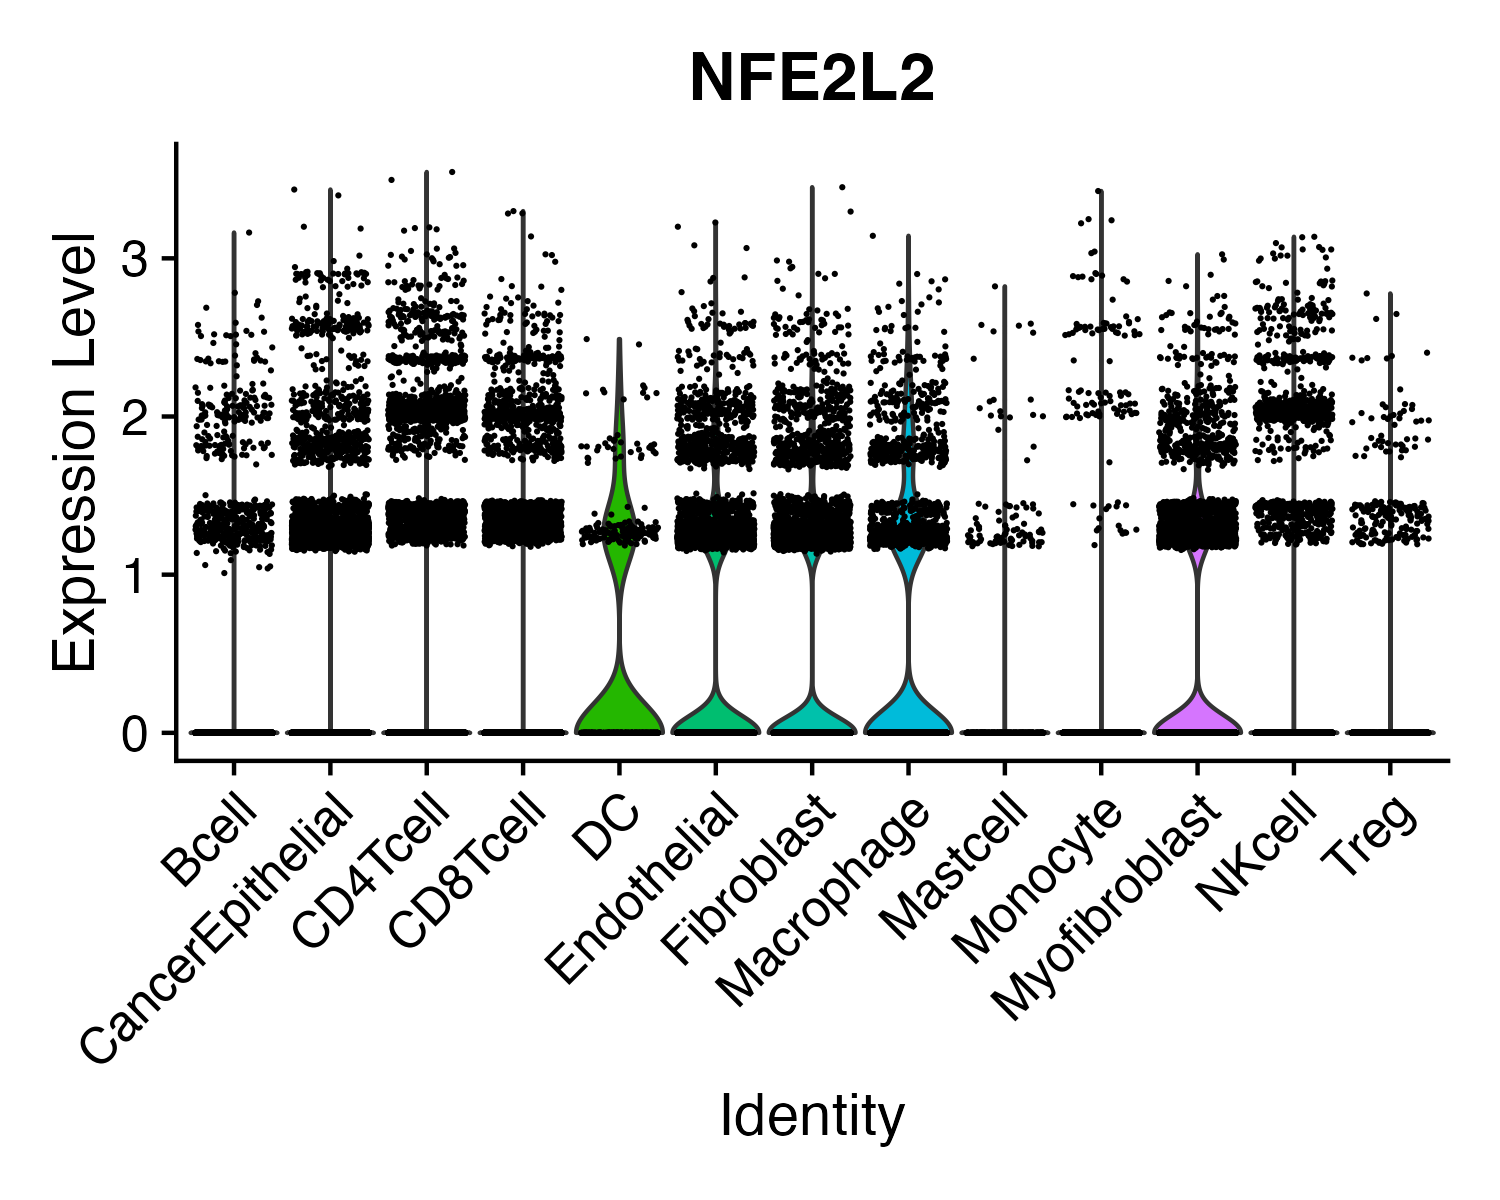 NFE2L2
Expression Level
3
2
1
0
Bcell
CancerEpithelial
CD4Tcell
CD8Tcell
DC
Endothelial
Fibroblast
Macrophage
Mastcell
Monocyte
Myofibroblast
NKcell
Treg
Identity